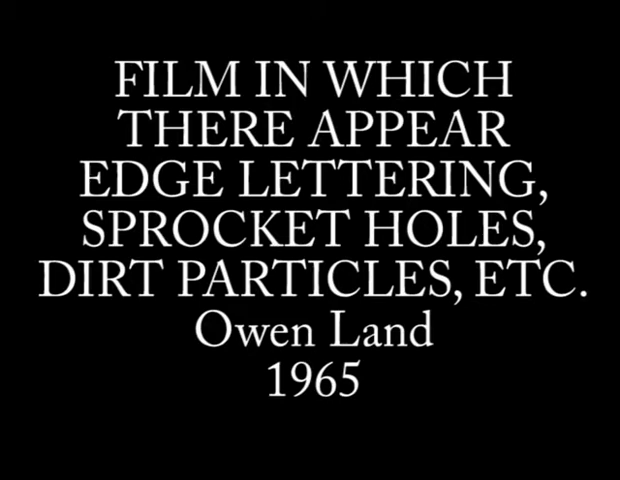 FILM IN WHICH
THERE APPEAR
EDGE LETTERING,
SPROCKET HOLES,
DIRT PARTICLES, ETC.
Owen Land
1965